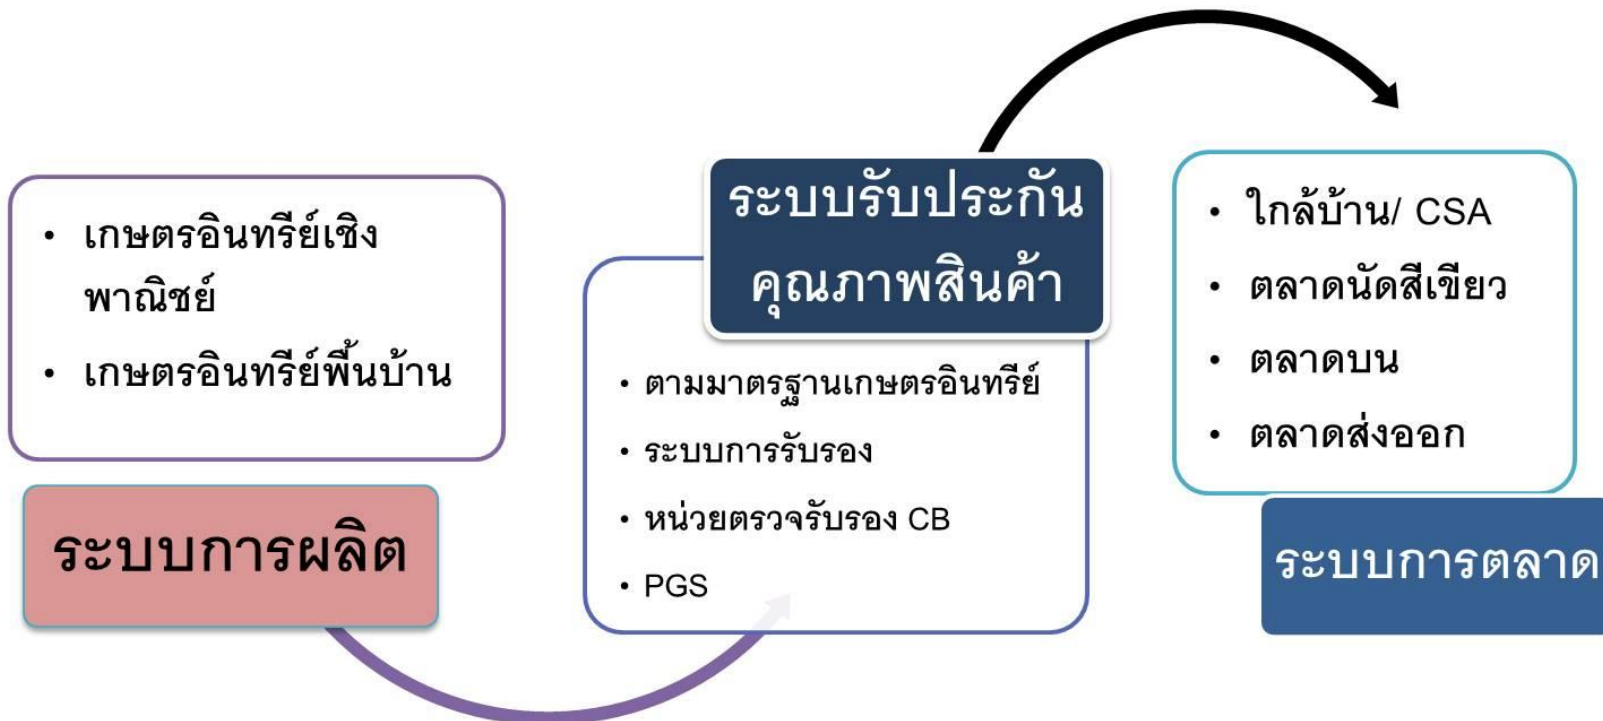 • เกษตรอินทรีย์เชิง
พาณิชย์
• เกษตรอินทรีย์พื้นบ้าน
ระบบการผลิต
ระบบรับประกัน
คุณภาพสินค้า
• ตามมาตรฐานเกษตรอินทรีย์
• ระบบการรับรอง
• หน่วยตรวจรับรอง CB
• PGS
• ใกล้บ้าน/ CSA
• ตลาดนัดสีเขียว
• ตลาดบน
• ตลาดส่งออก
ระบบการตลาด